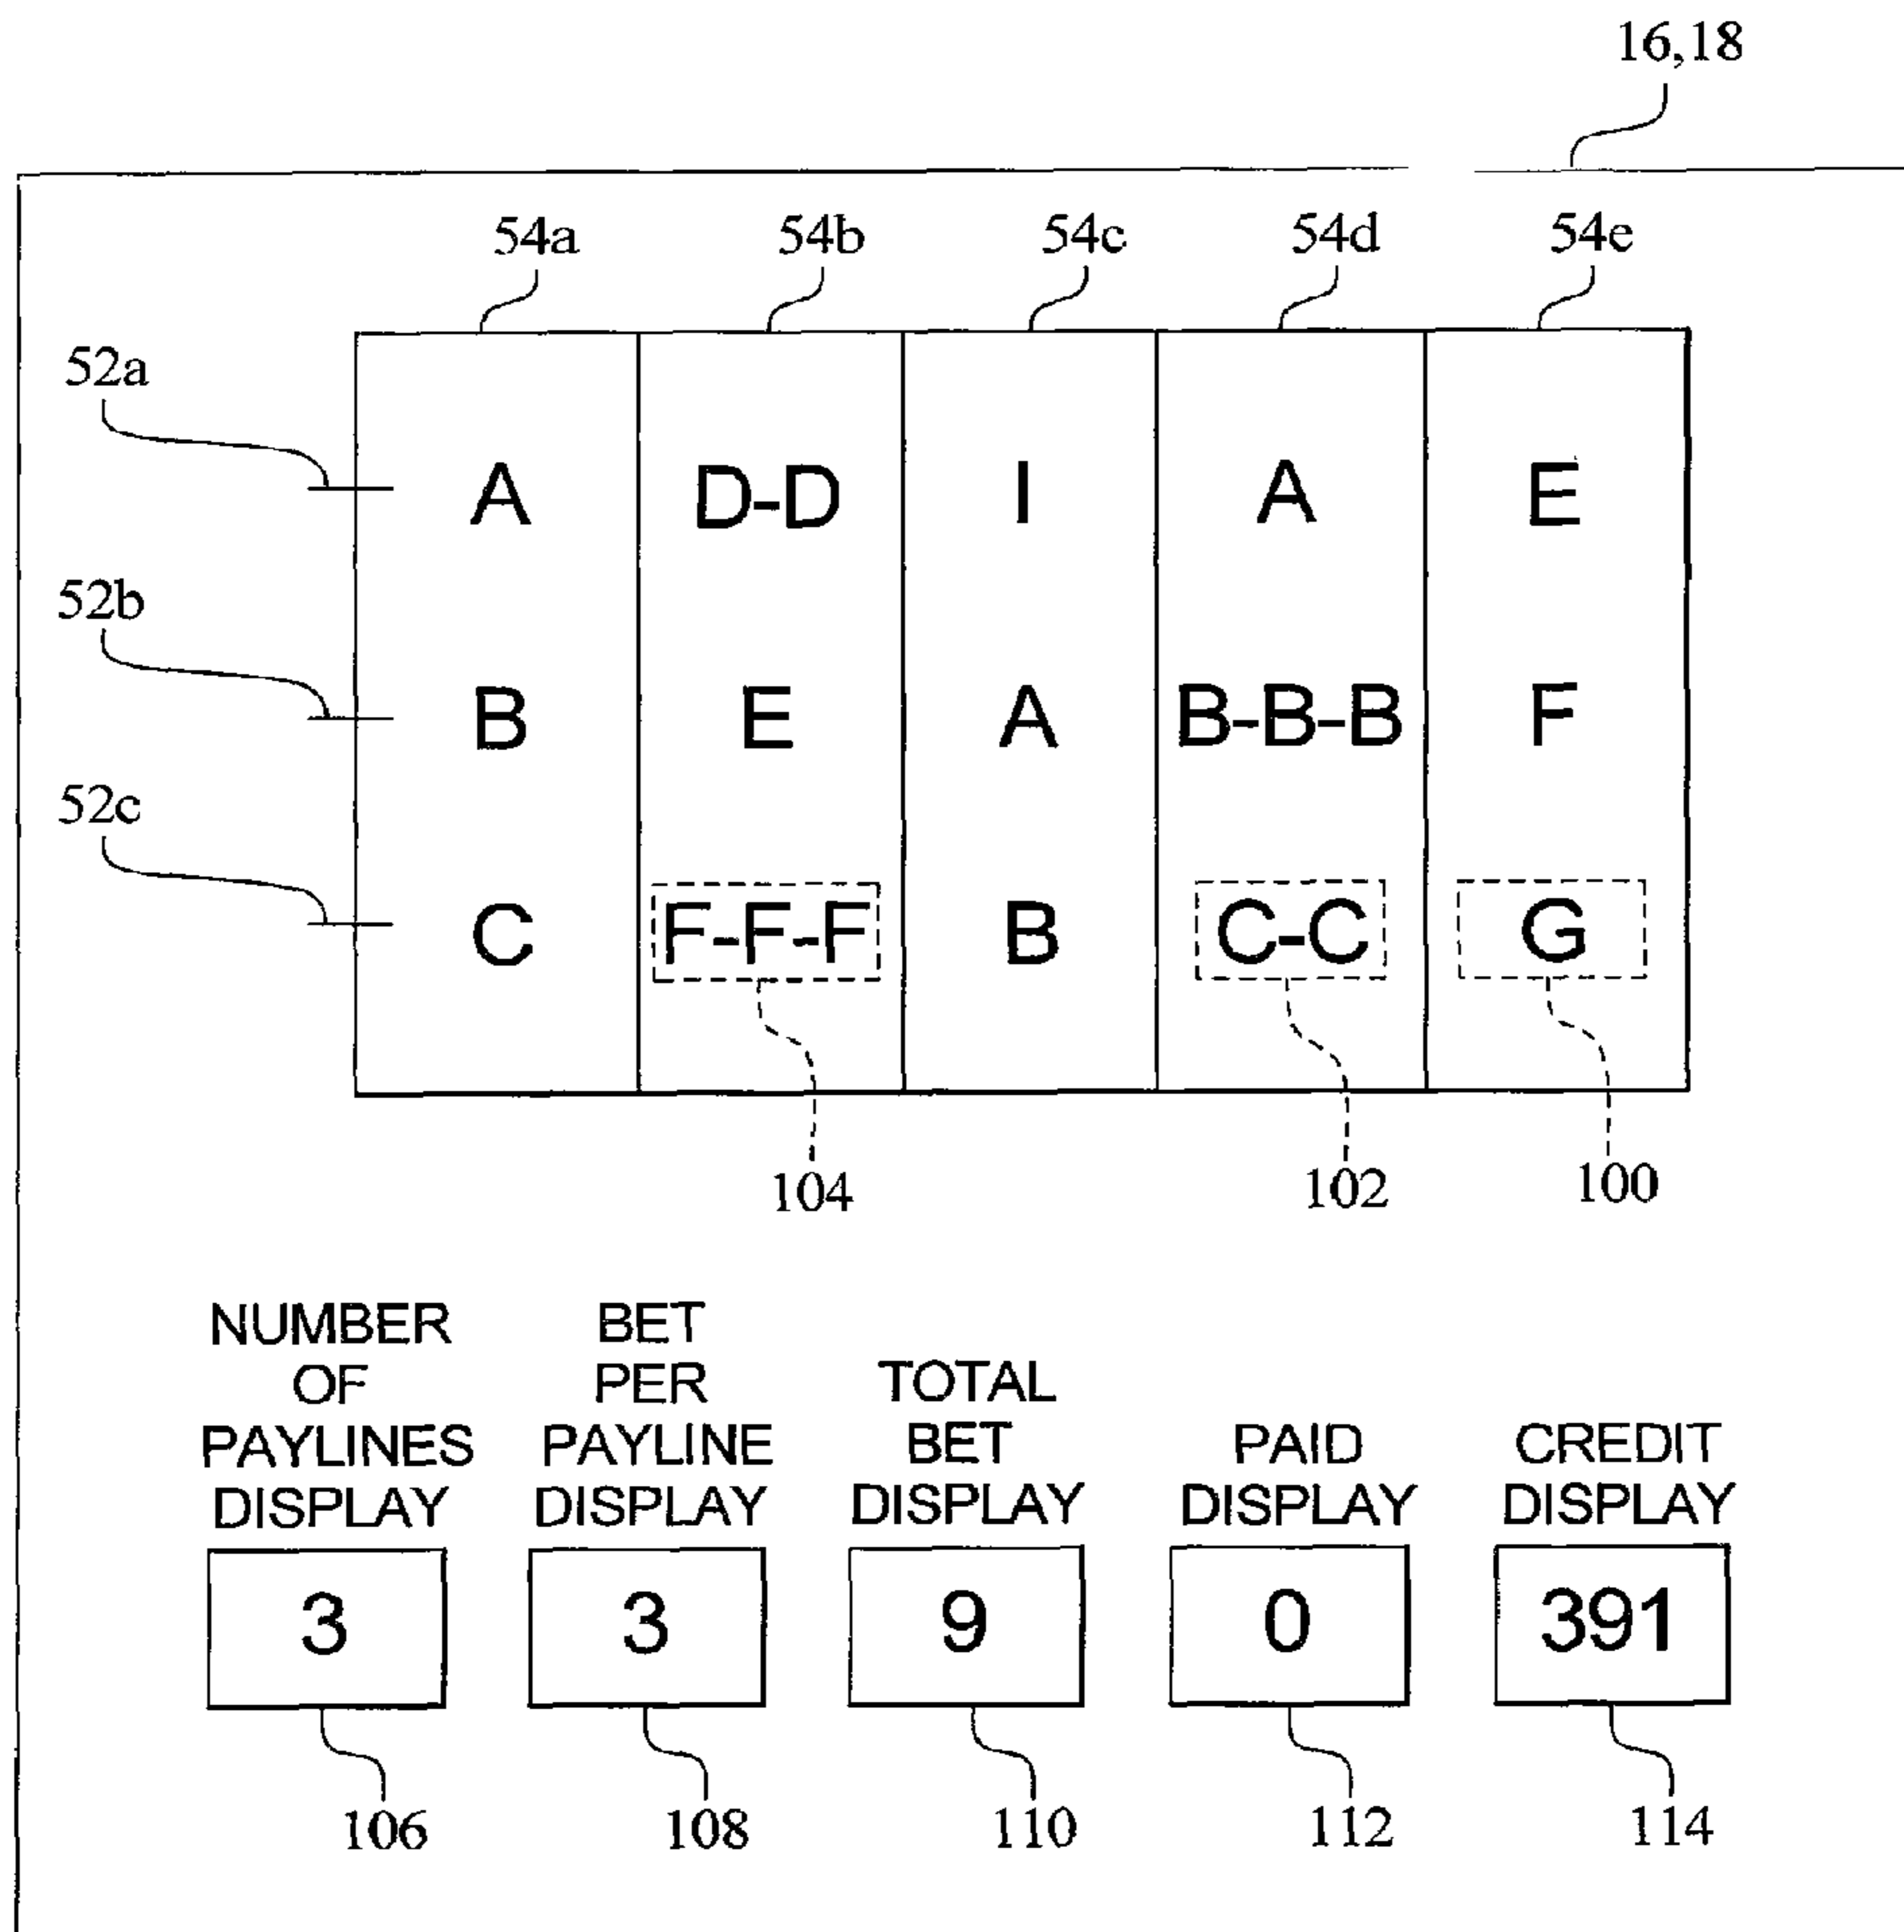 16,18
54a 54b 54c 54d 54e
52a
A D-D I A E
52b
B E A B-B-B F
52c
C F-F-F B C-C G
104 102 100
NUMBER BET
OF PER TOTAL
PAYLINES PAYLINE BET PAID CREDIT
DISPLAY DISPLAY DISPLAY DISPLAY DISPLAY
3 3 9 0 391
106 108 110 112 114